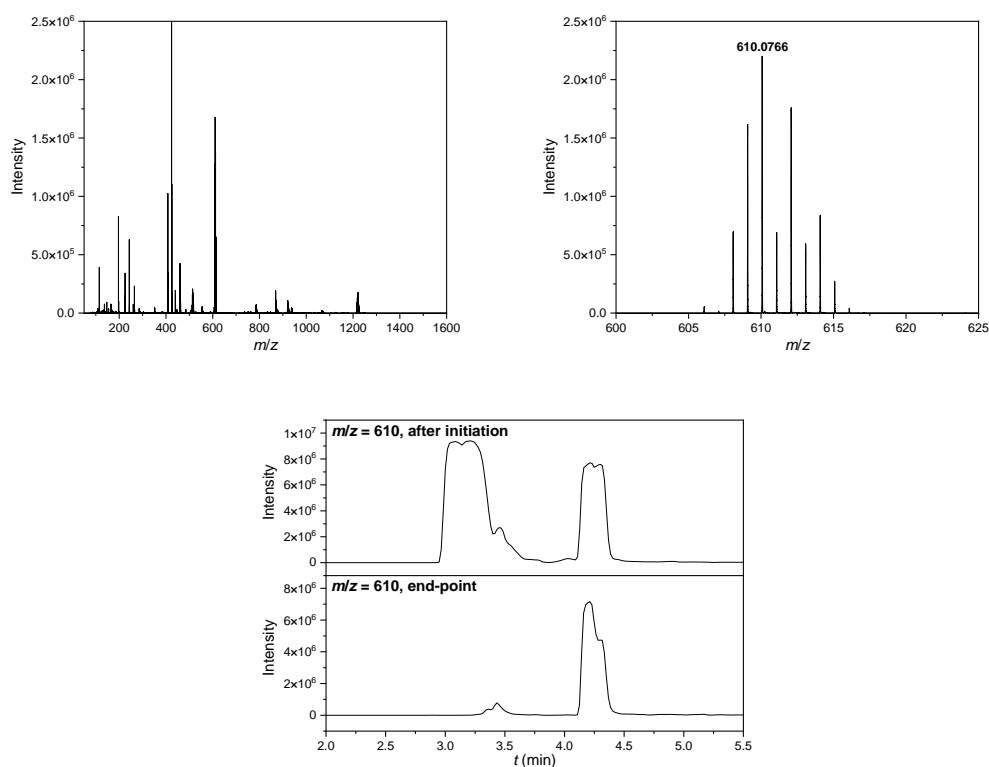 2.5×10⁶
2.0×10⁶
1.5×10⁶
1.0×10⁶
5.0×10⁵
0.0
Intensity
200 400 600 800 1000 1200 1400 1600
m/z
610.0766
2.5×10⁶
2.0×10⁶
1.5×10⁶
1.0×10⁶
5.0×10⁵
0.0
Intensity
600 605 610 615 620 625
m/z
m/z = 610, after initiation
1×10⁷
8×10⁶
6×10⁶
4×10⁶
2×10⁶
0
Intensity
m/z = 610, end-point
8×10⁶
6×10⁶
4×10⁶
2×10⁶
0
Intensity
2.0 2.5 3.0 3.5 4.0 4.5 5.0 5.5
t (min)